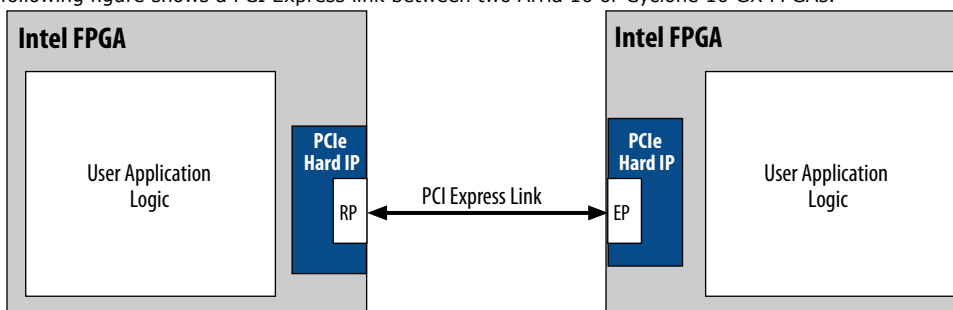 following figure shows a PCI Express link between two Arria 10 or Cyclone 10 GX FPGAs.
Intel FPGA
User Application
Logic
PCIe
Hard IP
RP
PCI Express Link
Intel FPGA
PCIe
Hard IP
EP
User Application
Logic